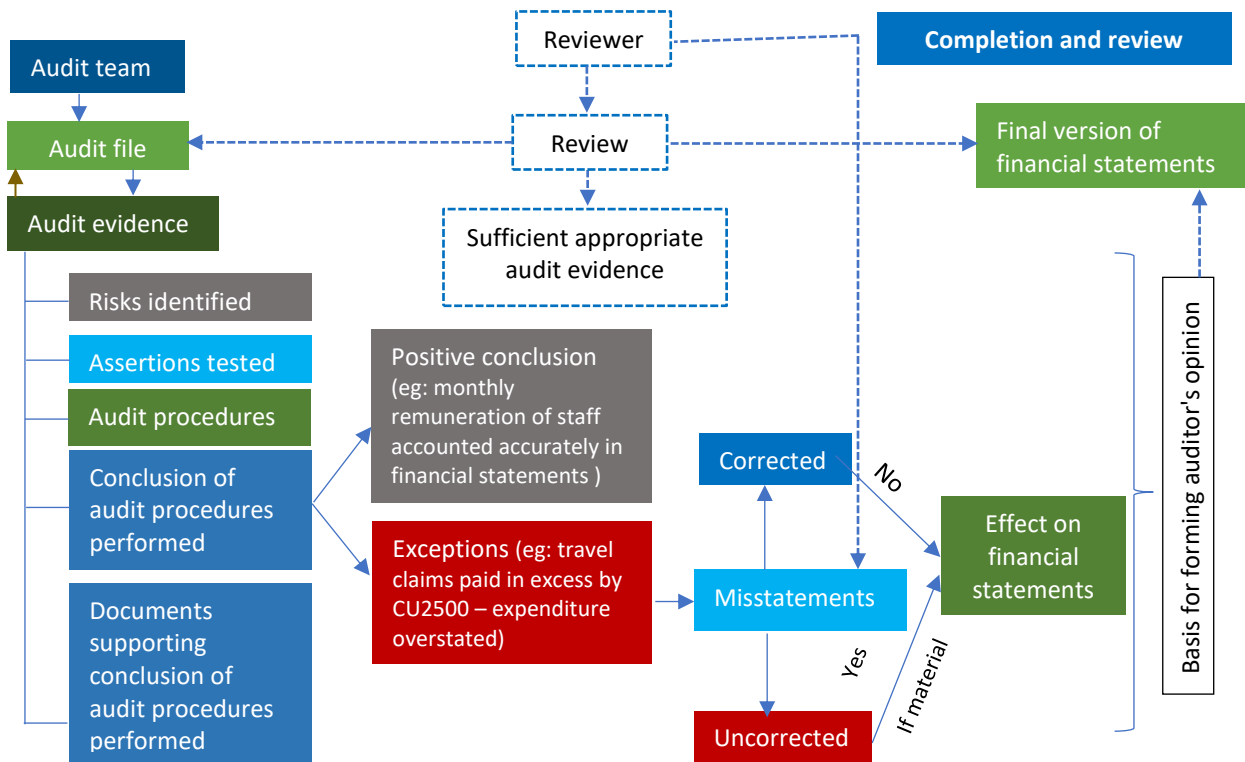 Reviewer
Completion and review
Audit team
Audit file
Review
Final version of
financial statements
Audit evidence
Sufficient appropriate
audit evidence
Risks identified
Assertions tested
Audit procedures
Conclusion of
audit procedures
performed
Documents
supporting
conclusion of
audit procedures
performed
Positive conclusion
(eg: monthly
remuneration of staff
accounted accurately in
financial statements )
Exceptions (eg: travel
claims paid in excess by
CU2500 – expenditure
overstated)
Corrected
No
Misstatements
Yes
If material
Uncorrected
Effect on
financial
statements
Basis for forming auditor's opinion